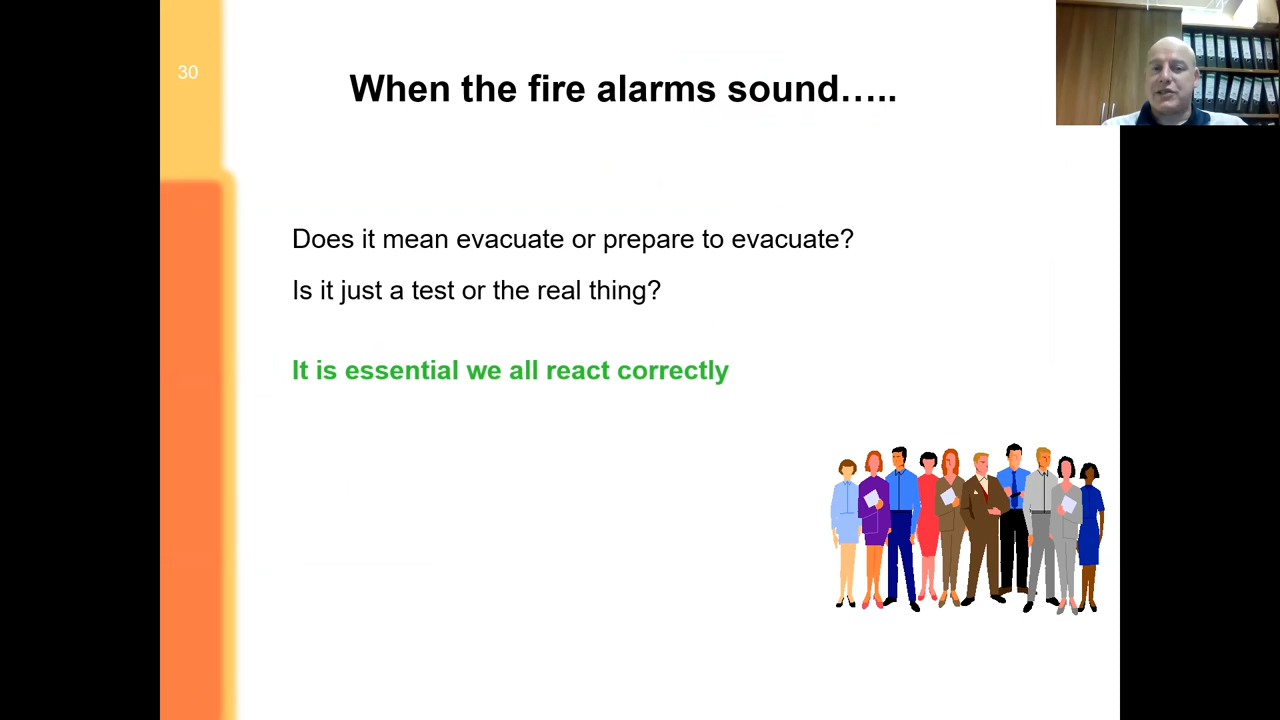 30
When the fire alarms sound…..
Does it mean evacuate or prepare to evacuate?
Is it just a test or the real thing?
It is essential we all react correctly